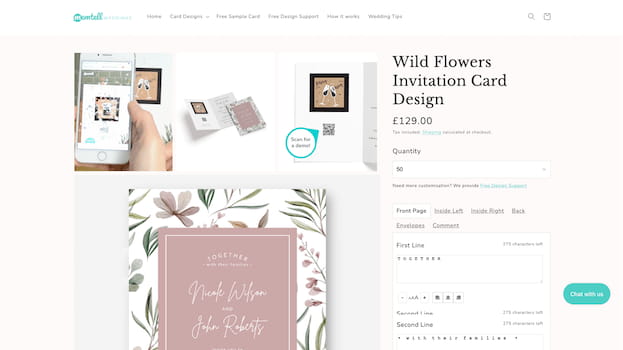 momtell WEDDINGS
Home
Card Designs
Free Sample Card
Free Design Support
How it works
Wedding Tips
Scan for
a demo!
Wild Flowers
Invitation Card
Design
£129.00
Tax included. Shipping calculated at checkout.
Quantity
50
Need more customisation? We provide Free Design Support
Front Page
Inside Left
Inside Right
Back
Envelopes
Comment
First Line
275 characters left
TOGETHER
- A +
Second Line
275 characters left
Second Line
275 characters left
• with their families •
TOGETHER
• with their families •
Nicole Wilson
AND
John Roberts
Chat with us